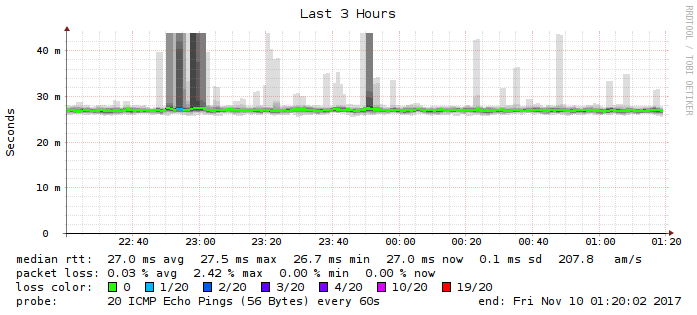 Last 3 Hours
RRDTOOL / TOBI OETIKER
Seconds
40 m
30 m
20 m
10 m
0
22:40 23:00 23:20 23:40 00:00 00:20 00:40 01:00 01:20
median rtt: 27.0 ms avg 27.5 ms max 26.7 ms min 27.0 ms now 0.1 ms sd 207.8 am/s
packet loss: 0.03 % avg 2.42 % max 0.00 % min 0.00 % now
loss color: 0 1/20 2/20 3/20 4/20 10/20 19/20
probe: 20 ICMP Echo Pings (56 Bytes) every 60s end: Fri Nov 10 01:20:02 2017